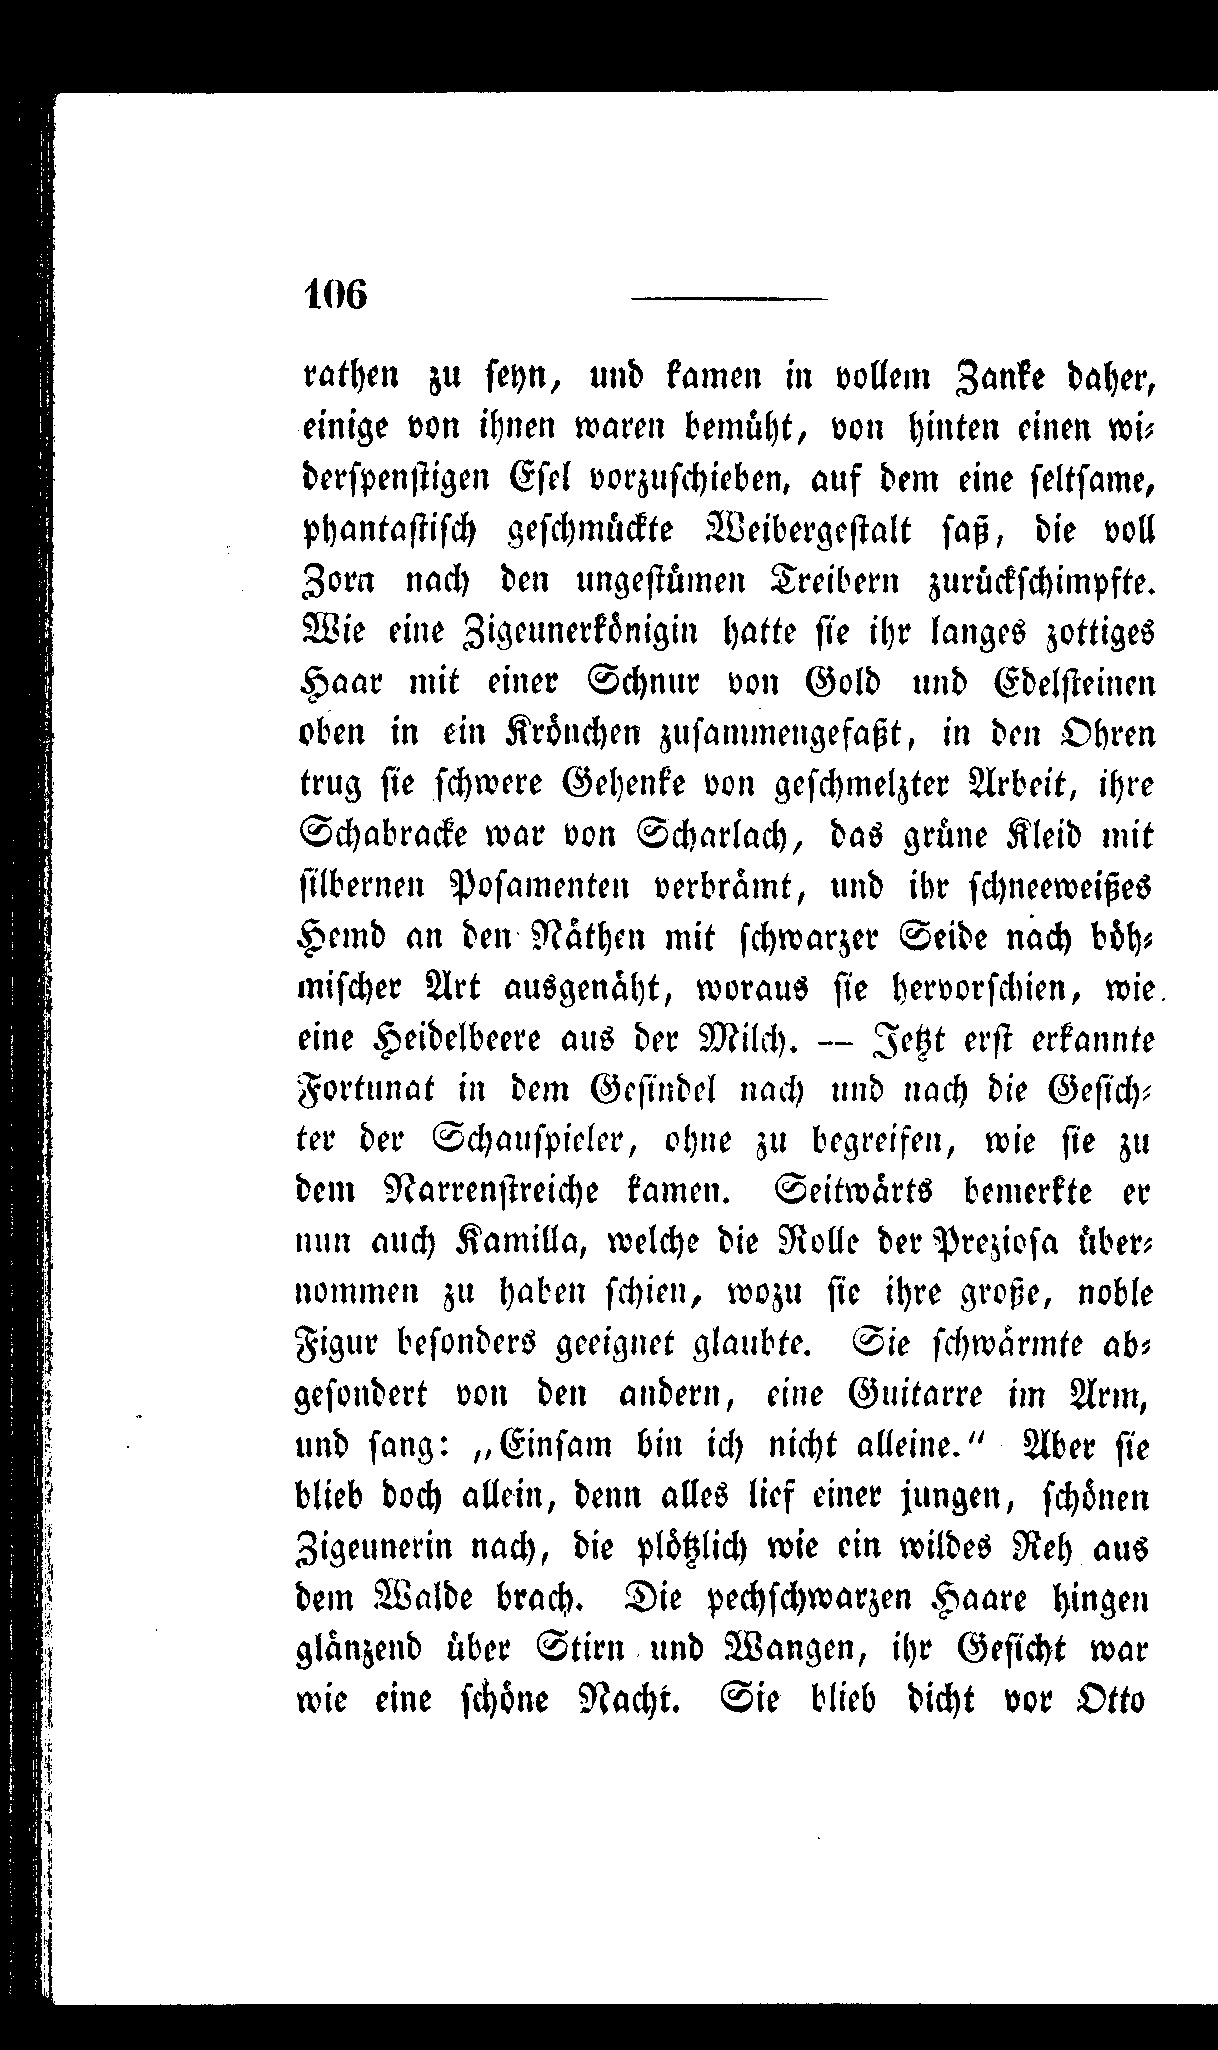 106
rathen zu seyn, und kamen in vollem Zanke daher,
einige von ihnen waren bemüht, von hinten einen wi-
derspenstigen Esel vorzuschieben, auf dem eine seltsame,
phantastisch geschmückte Weibergestalt saß, die voll
Zorn nach den ungestümen Treibern zurückschimpfte.
Wie eine Zigeunerkönigin hatte sie ihr langes zottiges
Haar mit einer Schnur von Gold und Edelsteinen
oben in ein Krönchen zusammengefaßt, in den Ohren
trug sie schwere Gehenke von geschmelzter Arbeit, ihre
Schabracke war von Scharlach, das grüne Kleid mit
silbernen Posamenten verbrämt, und ihr schneeweißes
Hemd an den Näthen mit schwarzer Seide nach böh-
mischer Art ausgenäht, woraus sie hervorschien, wie
eine Heidelbeere aus der Milch. — Jetzt erst erkannte
Fortunat in dem Gesindel nach und nach die Gesich-
ter der Schauspieler, ohne zu begreifen, wie sie zu
dem Narrenstreiche kamen. Seitwärts bemerkte er
nun auch Kamilla, welche die Rolle der Preziosa über-
nommen zu haben schien, wozu sie ihre große, noble
Figur besonders geeignet glaubte. Sie schwärmte ab-
gesondert von den andern, eine Guitarre im Arm,
und sang: „Einsam bin ich nicht alleine.“ Aber sie
blieb doch allein, denn alles lief einer jungen, schönen
Zigeunerin nach, die plötzlich wie ein wildes Reh aus
dem Walde brach. Die pechschwarzen Haare hingen
glänzend über Stirn und Wangen, ihr Gesicht war
wie eine schöne Nacht. Sie blieb dicht vor Otto